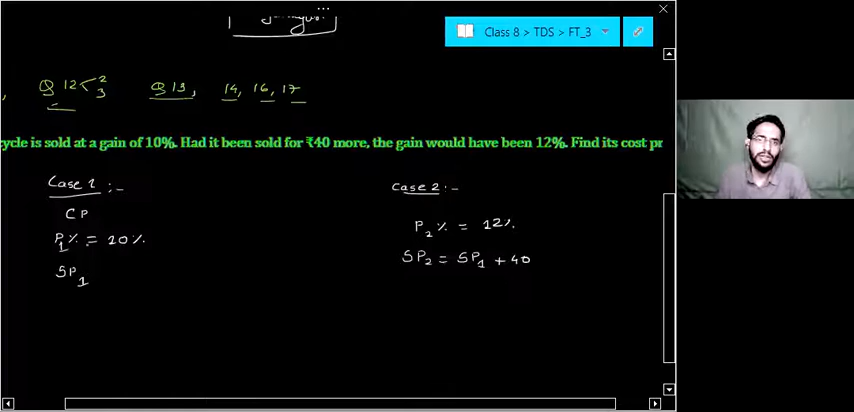 Class 8 > TDS > FT_3
, Q 12 < 2 3 Q 13, 14, 16, 17
ycle is sold at a gain of 10%. Had it been sold for ₹40 more, the gain would have been 12%. Find its cost pr
Case 1 :-
CP
P1% = 10%.
SP1
Case 2 :-
P2% = 12%.
SP2 = SP1 + 40